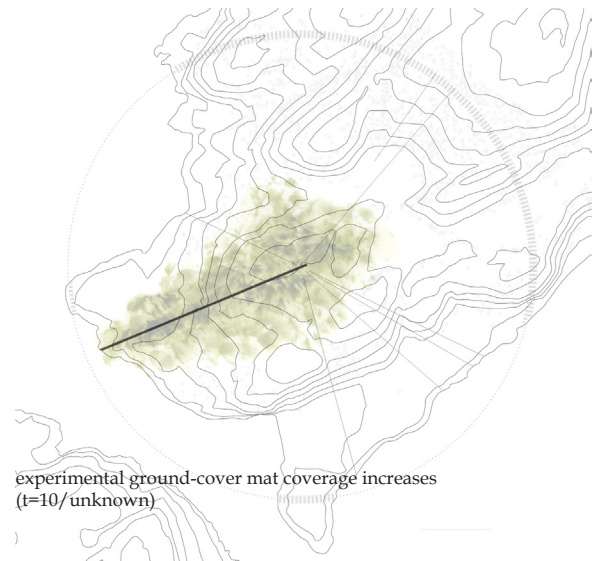 experimental ground-cover mat coverage increases
(t=10/unknown)